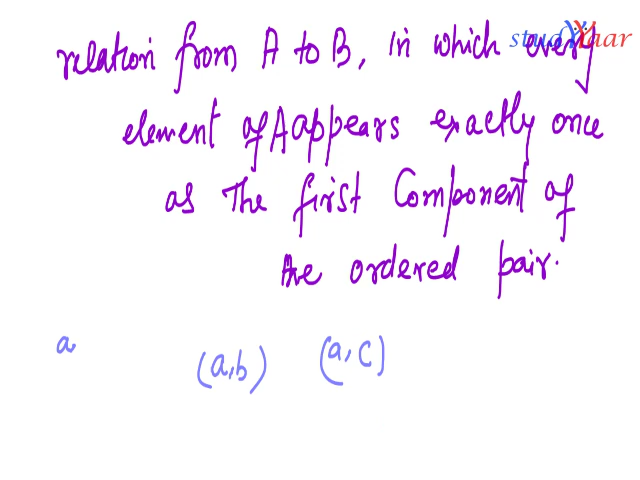 relation from A to B, in which every
element of A appears exactly once
as the first component of
the ordered pair.
a (a,b) (a,c)